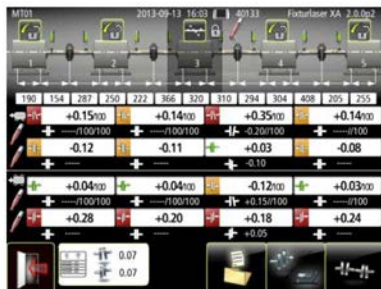 MT01 2013-09-13 16:03 40133 Fixturlaser XA 2.0.0p2
1 2 3 4 5
190 154 287 250 222 366 320 310 294 304 408 205 255
+0.15/100 +0.14/100 +0.35/100 +0.14/100
-----/100/100 -----/100/100 -0.20//100 -----//100
-0.12 -0.11 +0.03 -0.08
----- ----- -0.10 -----
+0.04/100 +0.04/100 -0.12/100 +0.03/100
-----/100/100 -----/100/100 +0.15//100 -----//100
+0.28 +0.20 +0.18 +0.24
----- ----- +0.05 -----
0.07
0.07